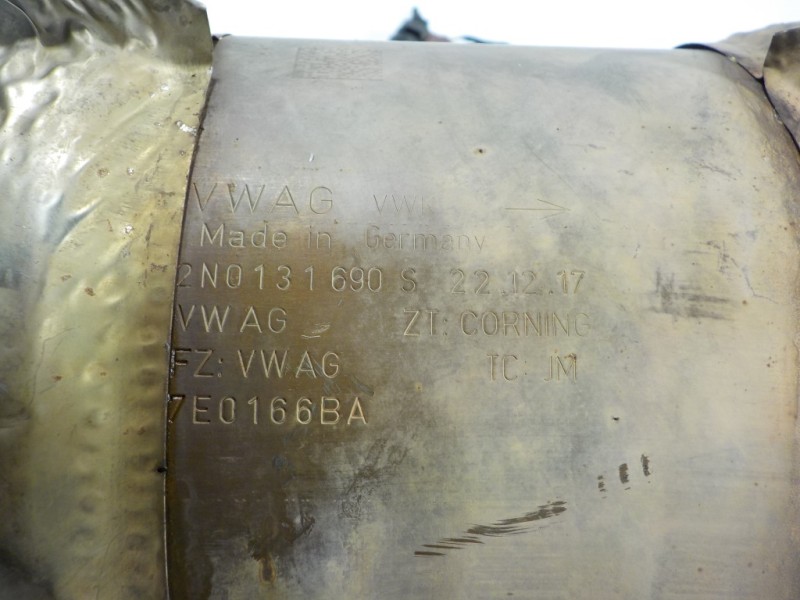 VWAG
Made in Germany
2N0131690 S 22.12.17
VWAG ZT: CORNING
FZ: VWAG TC: JM
7E0166BA